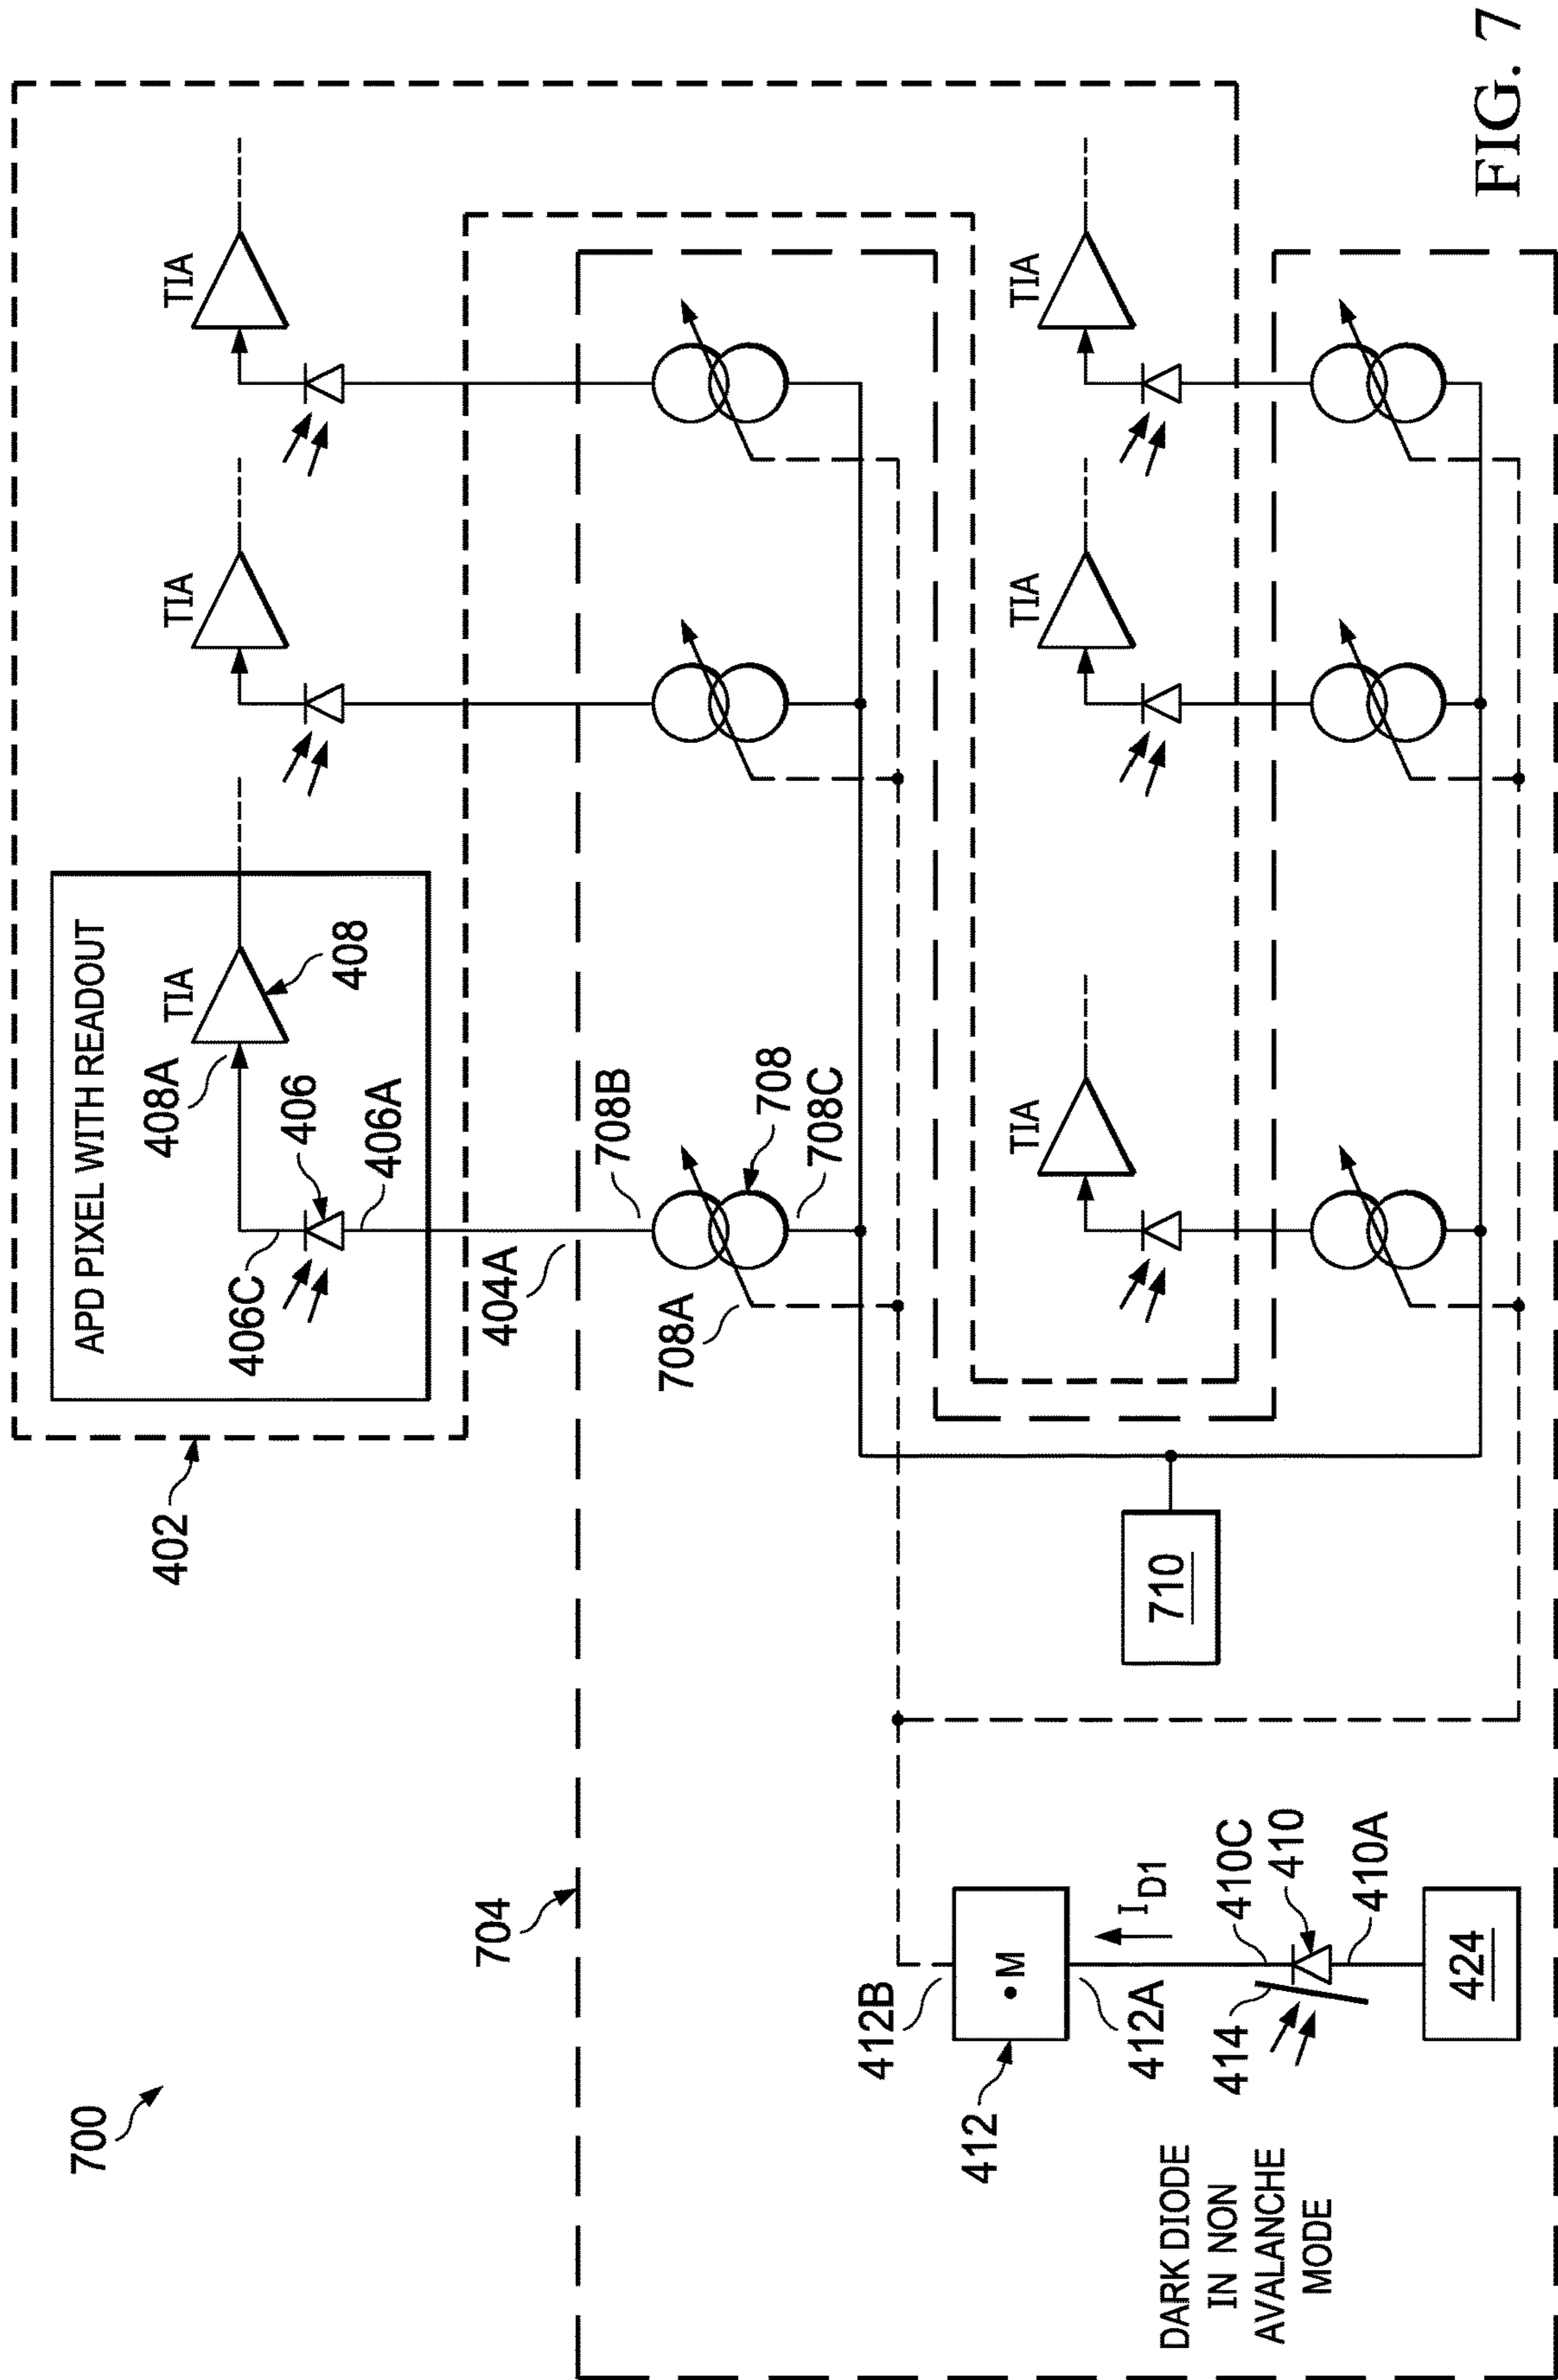 700
402
APD PIXEL WITH READOUT
TIA
408A
408
406C
406
406A
TIA
TIA
704
404A
708B
708A
708
708C
TIA
TIA
TIA
710
412B
• M
412
412A
I D1
410C
414
410
410A
424
DARK DIODE
IN NON
AVALANCHE
MODE
FIG. 7